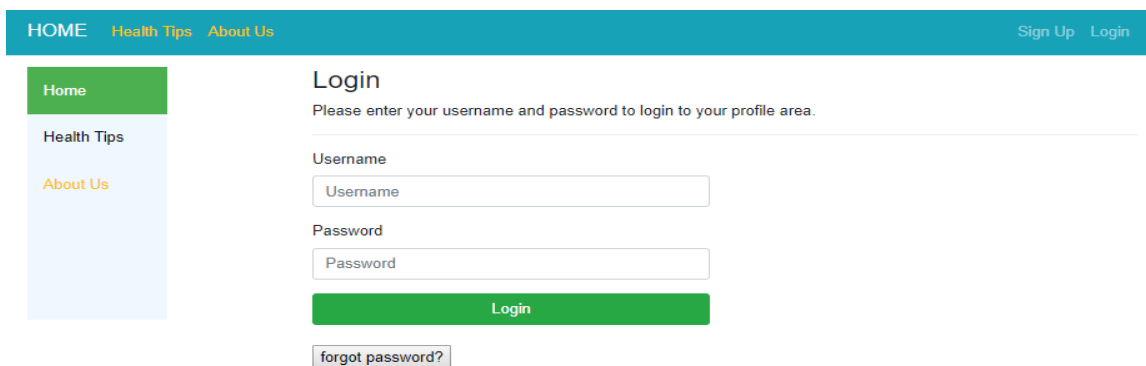 HOME Health Tips About Us Sign Up Login
Home
Health Tips
About Us
Login
Please enter your username and password to login to your profile area.
Username
Username
Password
Password
Login
forgot password?